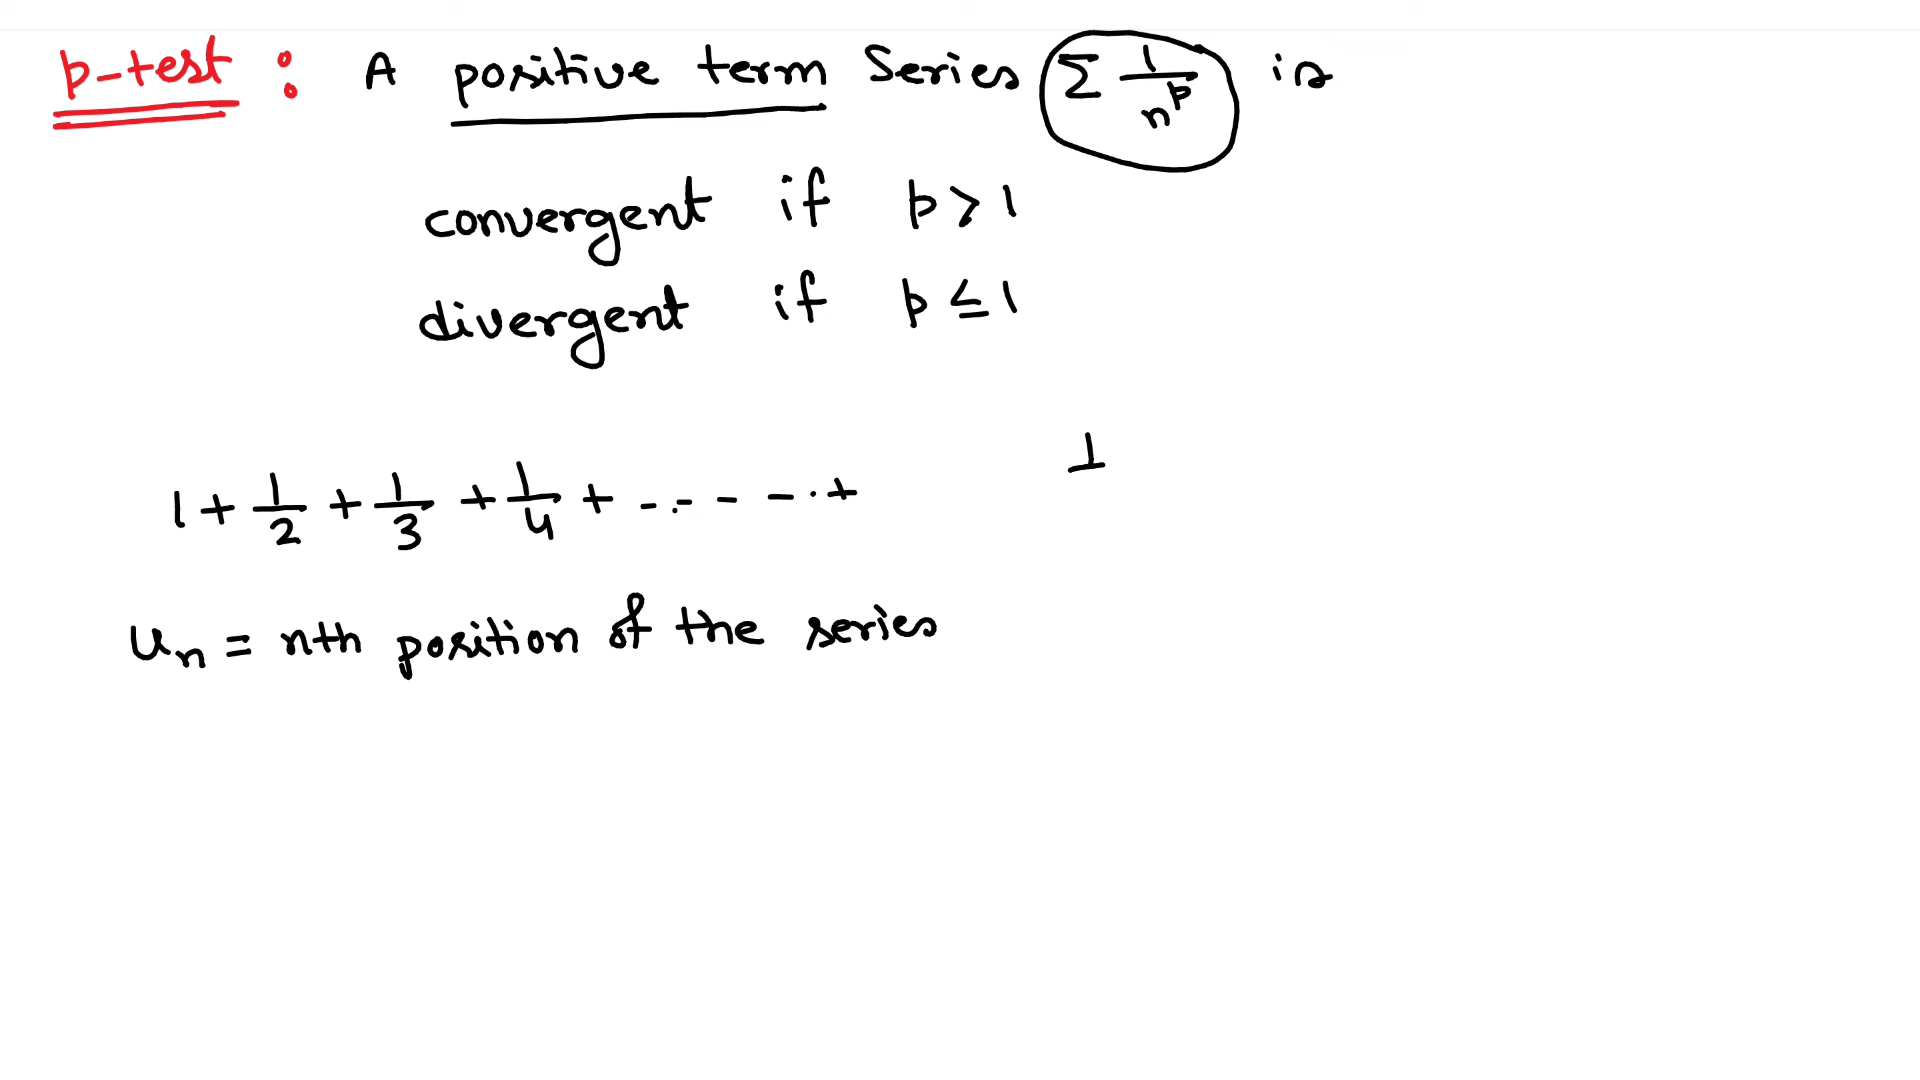 p-test : A positive term Series Σ 1/n^p is
convergent if p > 1
divergent if p ≤ 1
1 + 1/2 + 1/3 + 1/4 + ------ + 1
u_n = nth position of the series